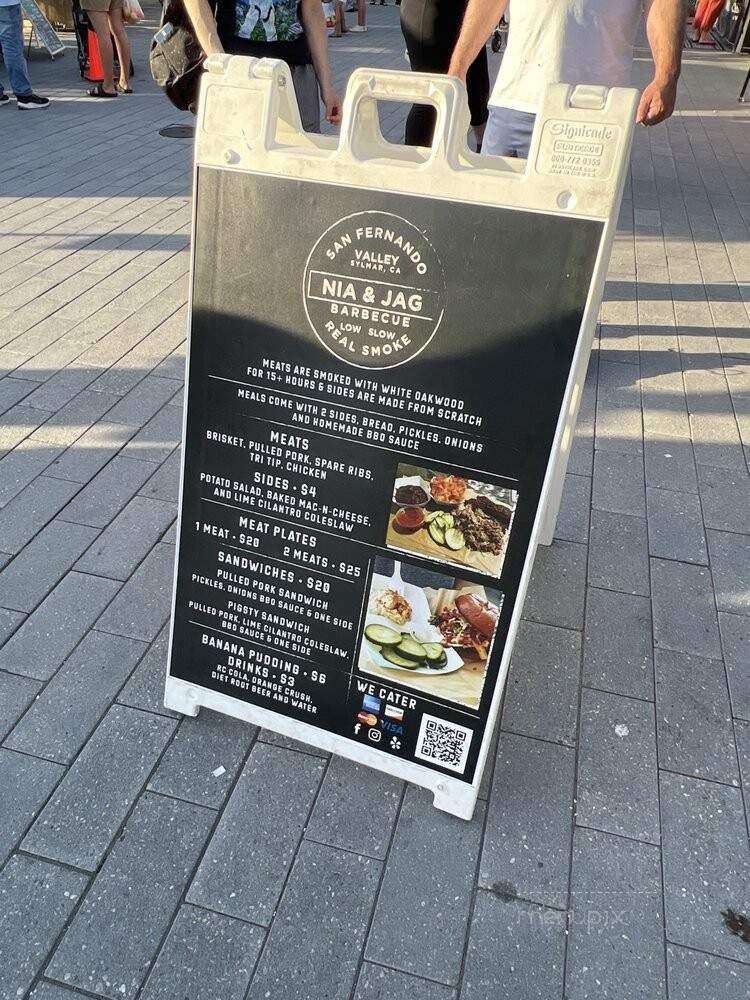 Signicade
008-772 0355
SAN FERNANDO
VALLEY
SYLMAR, CA
NIA & JAG
BARBECUE
LOW SLOW
REAL SMOKE
MEATS ARE SMOKED WITH WHITE OAKWOOD
FOR 15+ HOURS & SIDES ARE MADE FROM SCRATCH
MEALS COME WITH 2 SIDES, BREAD, PICKLES, ONIONS
AND HOMEMADE BBQ SAUCE
MEATS
BRISKET, PULLED PORK, SPARE RIBS,
TRI TIP, CHICKEN
SIDES • $4
POTATO SALAD, BAKED MAC-N-CHEESE,
AND LIME CILANTRO COLESLAW
MEAT PLATES
1 MEAT • $20 2 MEATS • $25
SANDWICHES • $20
PULLED PORK SANDWICH
PICKLES, ONIONS BBQ SAUCE & ONE SIDE
PIGSTY SANDWICH
PULLED PORK, LIME CILANTRO COLESLAW,
BBQ SAUCE & ONE SIDE
BANANA PUDDING • $6
DRINKS • $3
RC COLA, ORANGE CRUSH,
DIET ROOT BEER AND WATER
WE CATER
VISA
menupix